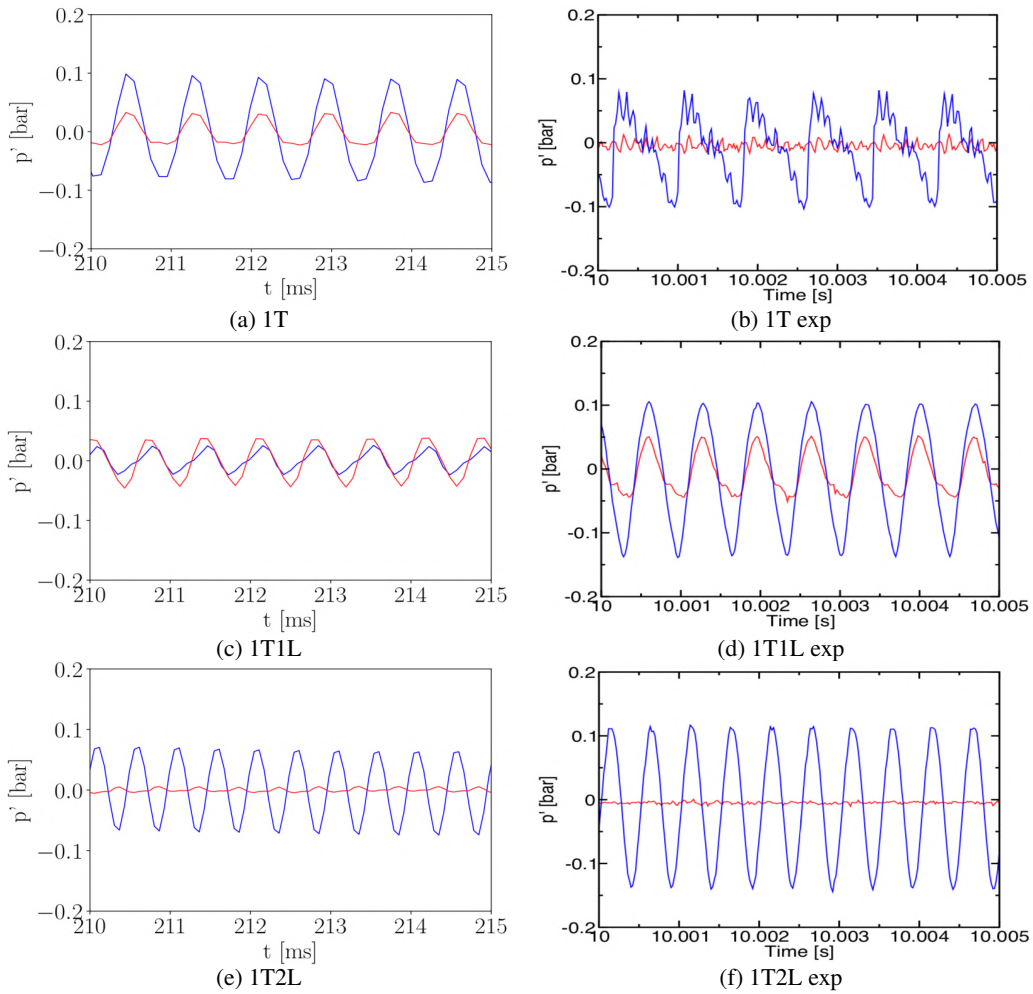 0.2
0.1
0.0
−0.1
−0.2
p' [bar]
210 211 212 213 214 215
t [ms]
(a) 1T
0.2
0.1
0
-0.1
-0.2
p' [bar]
10 10.001 10.002 10.003 10.004 10.005
Time [s]
(b) 1T exp
0.2
0.1
0.0
−0.1
−0.2
p' [bar]
210 211 212 213 214 215
t [ms]
(c) 1T1L
0.2
0.1
0
-0.1
-0.2
p' [bar]
10 10.001 10.002 10.003 10.004 10.005
Time [s]
(d) 1T1L exp
0.2
0.1
0.0
−0.1
−0.2
p' [bar]
210 211 212 213 214 215
t [ms]
(e) 1T2L
0.2
0.1
0
-0.1
-0.2
p' [bar]
10 10.001 10.002 10.003 10.004 10.005
Time [s]
(f) 1T2L exp